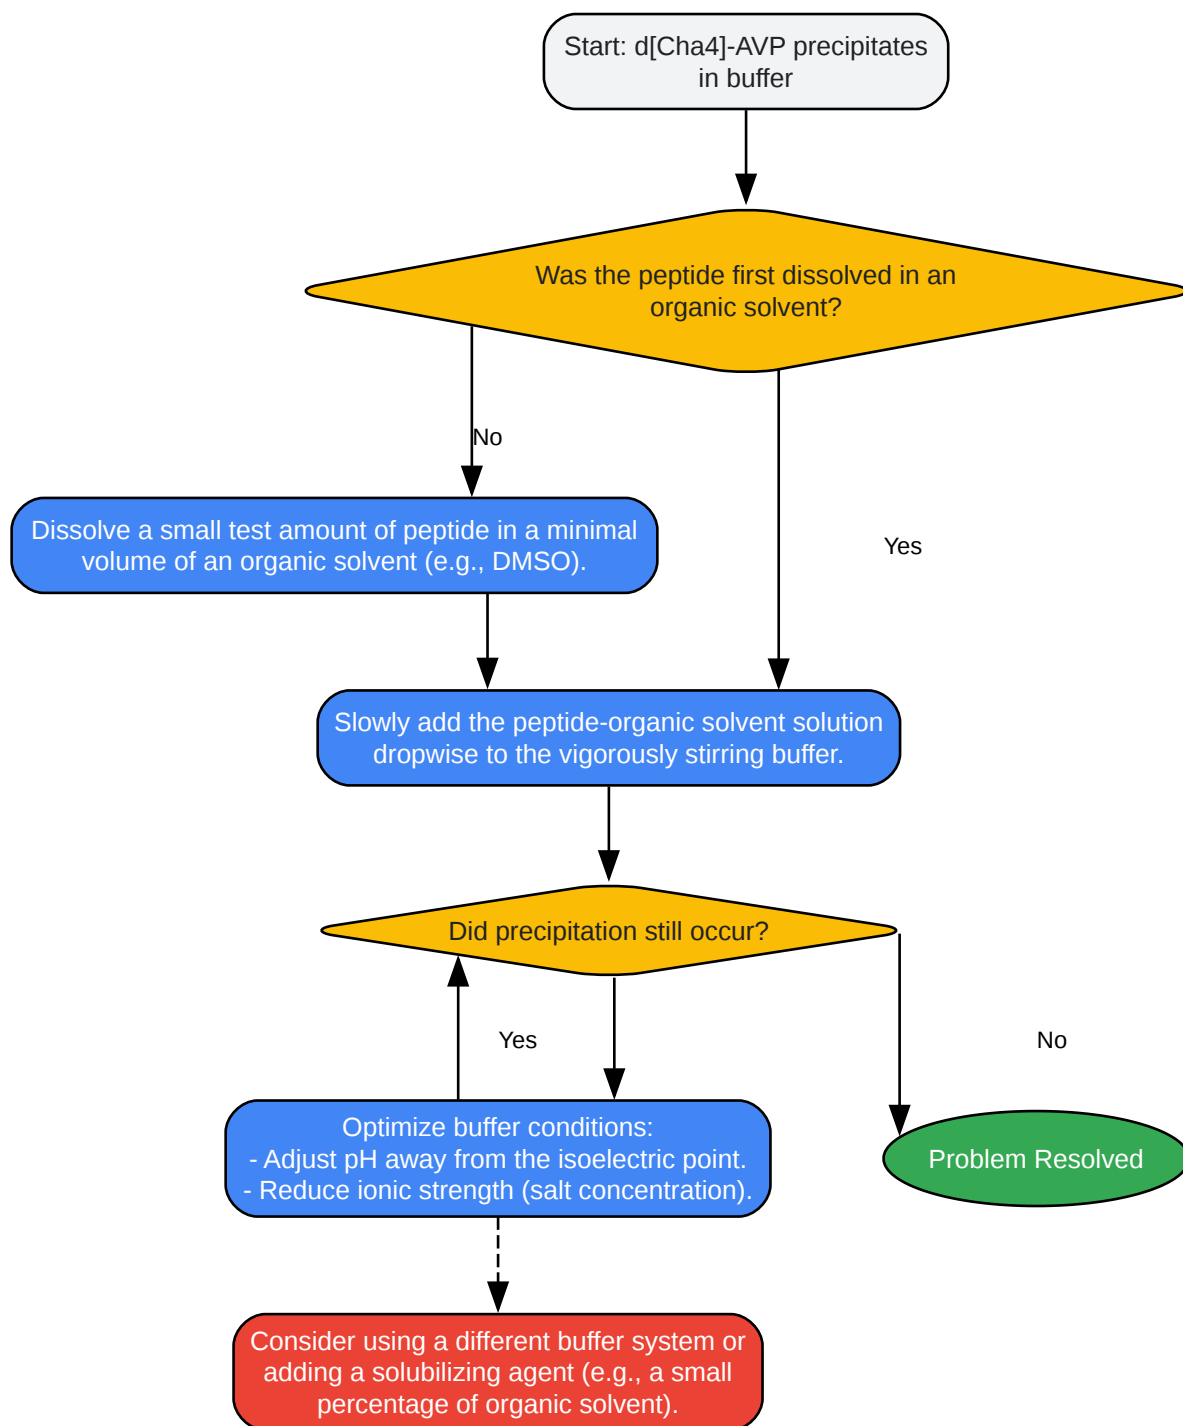 Start: d[Cha4]-AVP precipitates
in buffer
Was the peptide first dissolved in an
organic solvent?
No
Dissolve a small test amount of peptide in a minimal
volume of an organic solvent (e.g., DMSO).
Yes
Slowly add the peptide-organic solvent solution
dropwise to the vigorously stirring buffer.
Did precipitation still occur?
Yes
No
Optimize buffer conditions:
- Adjust pH away from the isoelectric point.
- Reduce ionic strength (salt concentration).
Problem Resolved
Consider using a different buffer system or
adding a solubilizing agent (e.g., a small
percentage of organic solvent).